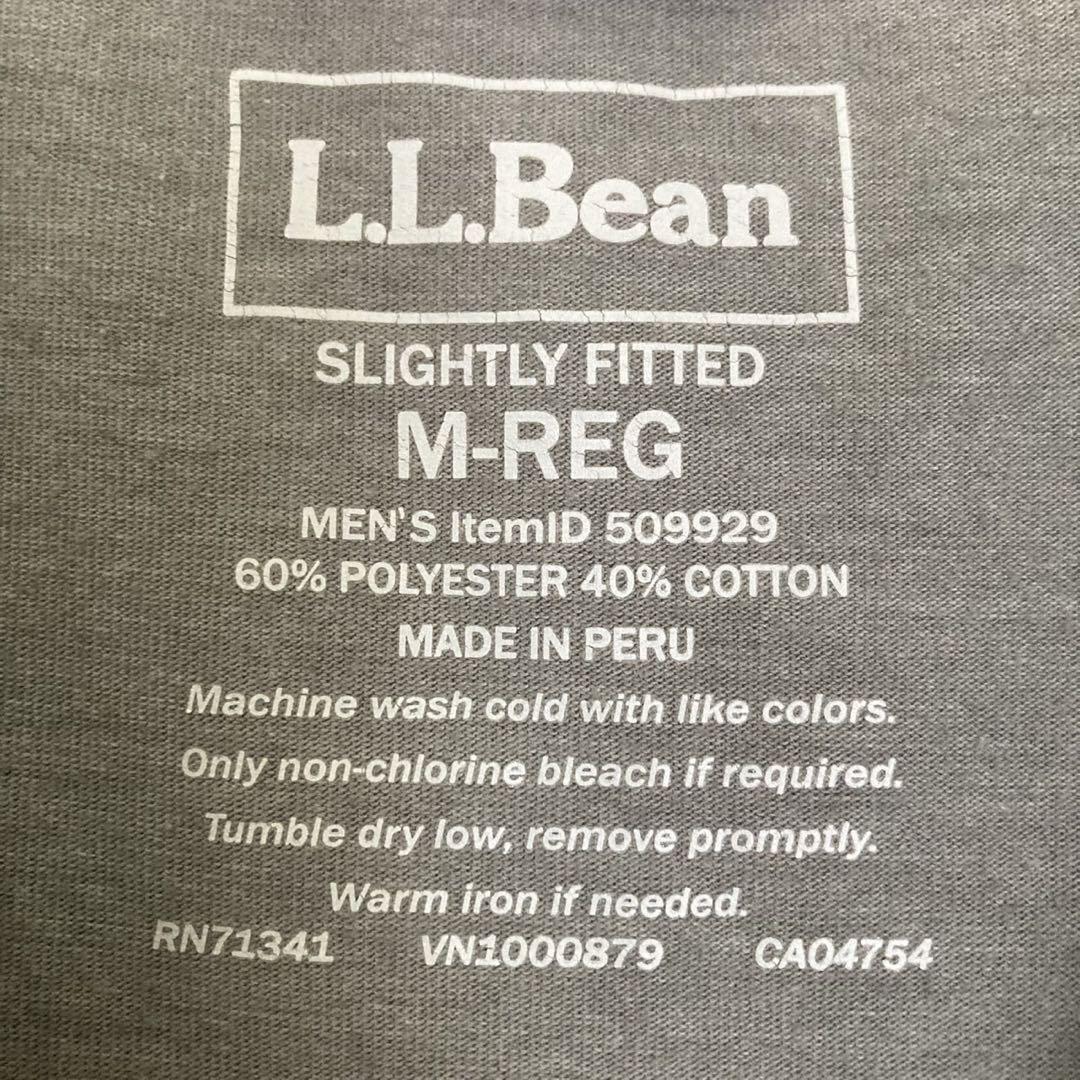 L.L.Bean
SLIGHTLY FITTED
M-REG
MEN'S ItemID 509929
60% POLYESTER 40% COTTON
MADE IN PERU
Machine wash cold with like colors.
Only non-chlorine bleach if required.
Tumble dry low, remove promptly.
Warm iron if needed.
RN71341 VN1000879 CA04754